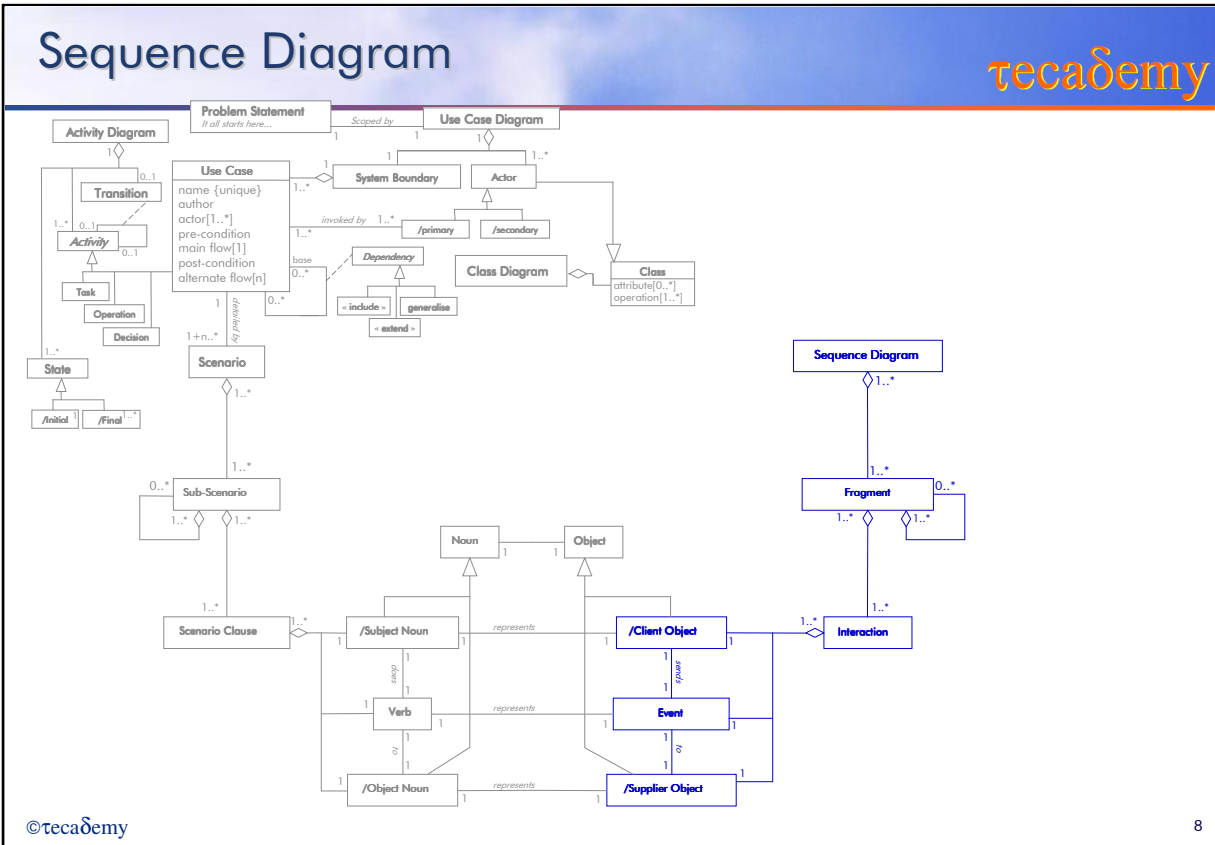 Sequence Diagram
τecaδemy
Problem Statement
It all starts here...
1
Scoped by
1
Use Case Diagram
1
Activity Diagram
1
0..1
Transition
1..*
0..1
Activity
0..1
Task
Operation
Decision
1..*
State
/Initial
1
/Final
1..*
Use Case
name {unique}
author
actor[1..*]
pre-condition
main flow[1]
post-condition
alternate flow[n]
1
1..*
1
System Boundary
1..*
Actor
invoked by
1..*
1..*
/primary
/secondary
base
0..*
0..*
Dependency
« include »
generalise
« extend »
Class Diagram
Class
attribute[0..*]
operation[1..*]
1
detailed by
1+n..*
Scenario
1..*
1..*
0..*
Sub-Scenario
1..*
1..*
1..*
Scenario Clause
1..*
Noun
1
1
Object
1
/Subject Noun
1
represents
1
/Client Object
1
1
does
1
1
sends
1
1
Verb
1
represents
1
Event
1
1
to
1
1
to
1
1
/Object Noun
1
represents
1
/Supplier Object
1
Sequence Diagram
1..*
1..*
Fragment
0..*
1..*
1..*
1..*
1..*
Interaction
©τecaδemy
8